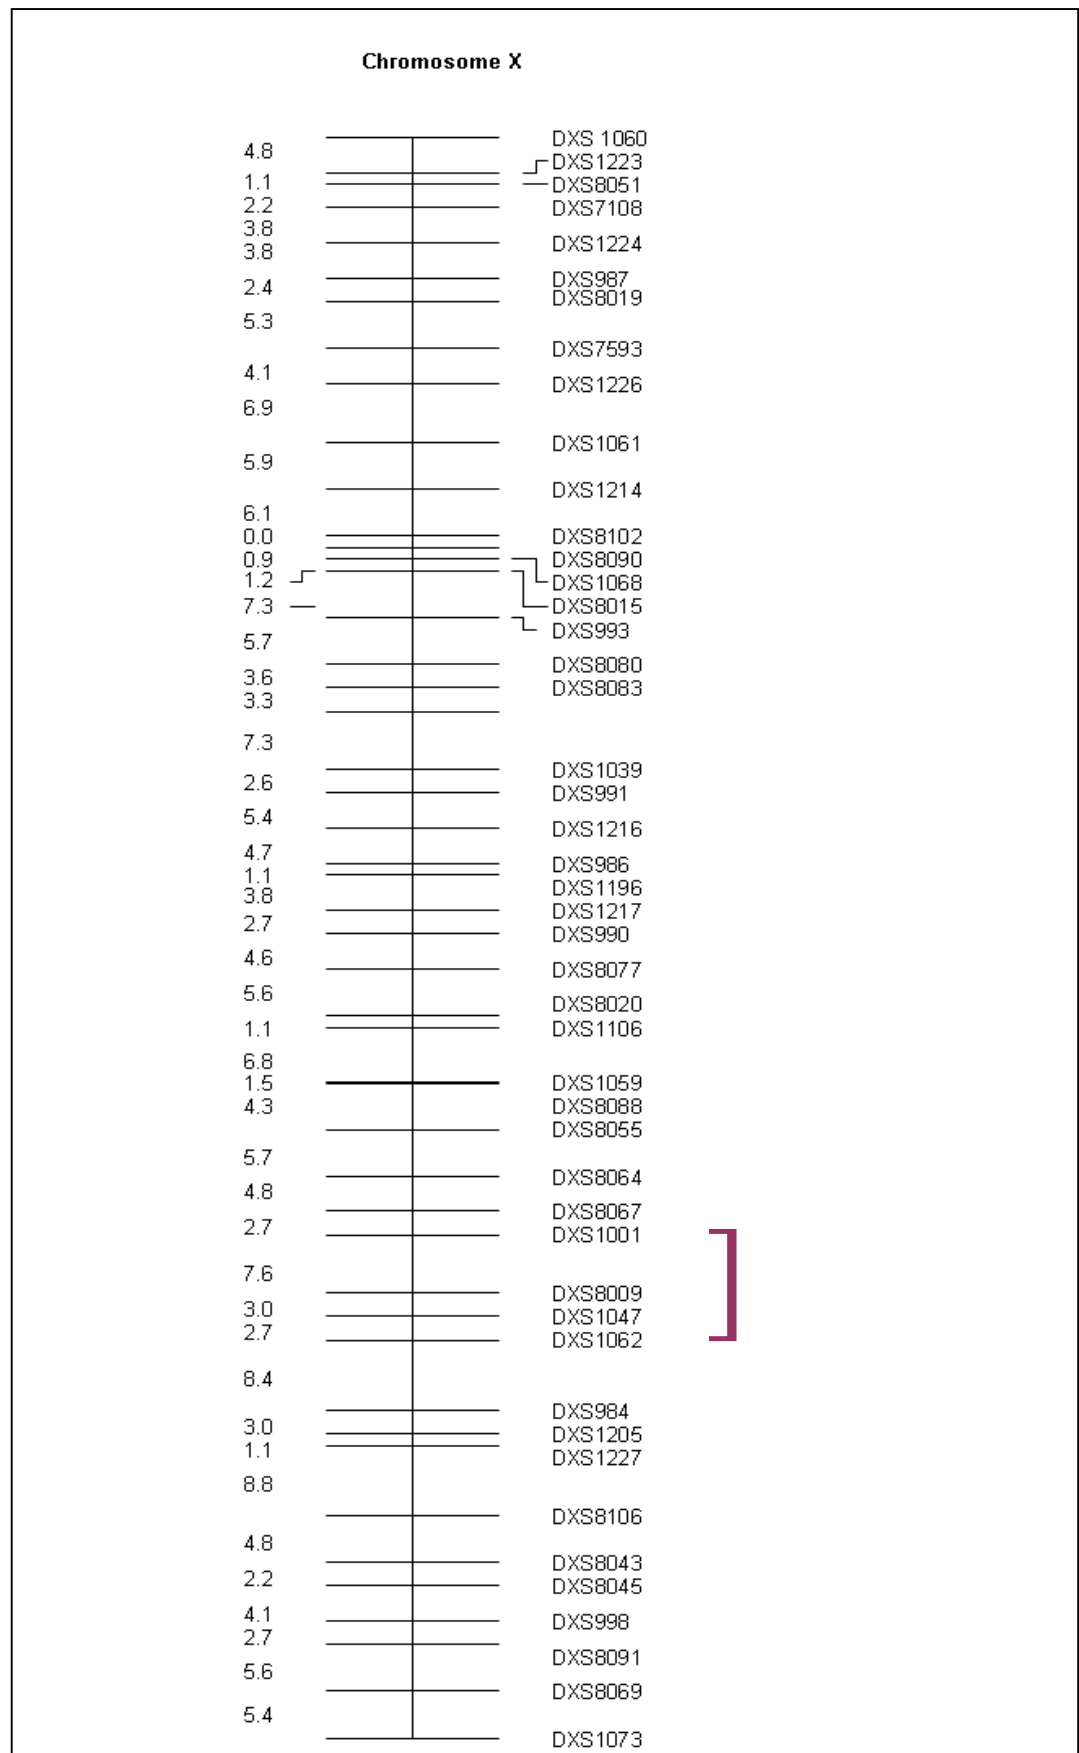 Chromosome X
DXS 1060
4.8
DXS1223
1.1
DXS8051
2.2
DXS7108
3.8
DXS1224
3.8
DXS987
2.4
DXS8019
5.3
DXS7593
4.1
DXS1226
6.9
DXS1061
5.9
DXS1214
6.1
DXS8102
0.0
DXS8090
0.9
DXS1068
1.2
DXS8015
7.3
DXS993
5.7
DXS8080
3.6
DXS8083
3.3
7.3
DXS1039
2.6
DXS991
5.4
DXS1216
4.7
DXS986
1.1
DXS1196
3.8
DXS1217
2.7
DXS990
4.6
DXS8077
5.6
DXS8020
1.1
DXS1106
6.8
DXS1059
1.5
DXS8088
4.3
DXS8055
5.7
DXS8064
4.8
DXS8067
2.7
DXS1001
7.6
DXS8009
3.0
DXS1047
2.7
DXS1062
8.4
DXS984
3.0
DXS1205
1.1
DXS1227
8.8
DXS8106
4.8
DXS8043
2.2
DXS8045
4.1
DXS998
2.7
DXS8091
5.6
DXS8069
5.4
DXS1073